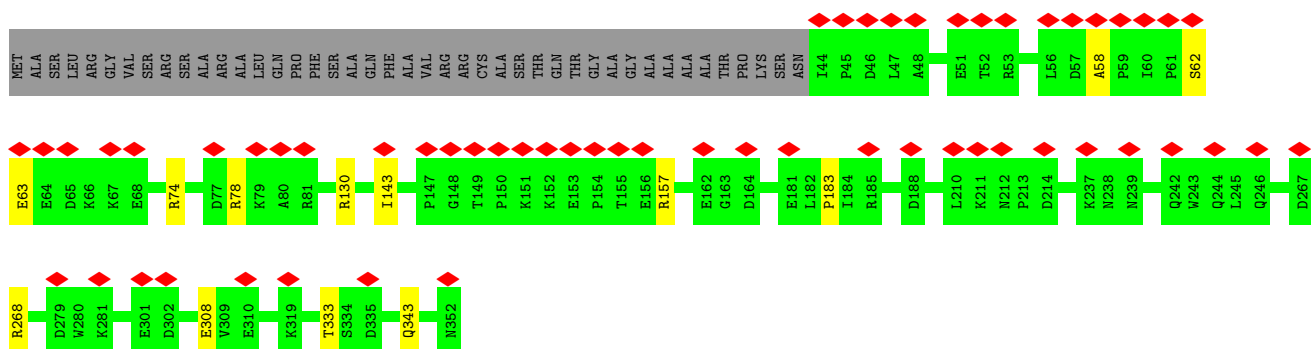 MET ALA SER LEU ARG GLY VAL SER ARG SER ALA ARG ALA LEU GLN PRO PHE SER ALA GLN PHE ALA VAL ARG ARG CYS ALA SER THR GLN THR GLY ALA GLY ALA ALA ALA ALA THR PRO LYS SER ASN I44 P45 D46 L47 A48 E51 T52 R53 L56 D57 A58 P59 I60 P61 S62
E63 E64 D65 K66 K67 E68 R74 D77 R78 K79 A80 R81 R130 I143 P147 G148 T149 P150 K151 K152 E153 P154 T155 E156 R157 E162 G163 D164 E181 L182 P183 I184 R185 D188 L210 K211 N212 P213 D214 K237 N238 N239 Q242 W243 Q244 L245 Q246 D267
R268 D279 W280 K281 E301 D302 E308 V309 E310 K319 T333 S334 D335 Q343 N352